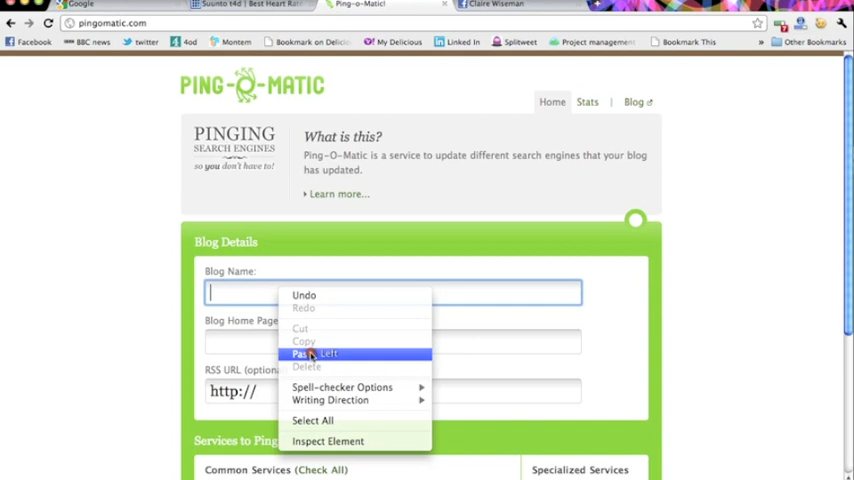 Google
Suunto t4d | Best Heart Rat
Ping-o-Matic!
Claire Wiseman
pingomatic.com
Facebook
BBC news
twitter
4od
Montem
Bookmark on Delicio
My Delicious
Linked In
Splitweet
Project management
Bookmark This
»
Other Bookmarks
PING-O-MATIC
Home
Stats
|
Blog
PINGING
SEARCH ENGINES
so you don't have to!
What is this?
Ping-O-Matic is a service to update different search engines that your blog
has updated.
Learn more...
Blog Details
Blog Name:
Undo
Redo
Blog Home Page
Cut
Copy
Left
Delete
RSS URL (optiona
http://
Spell-checker Options
Writing Direction
Select All
Inspect Element
Services to Ping
Common Services (Check All)
Specialized Services